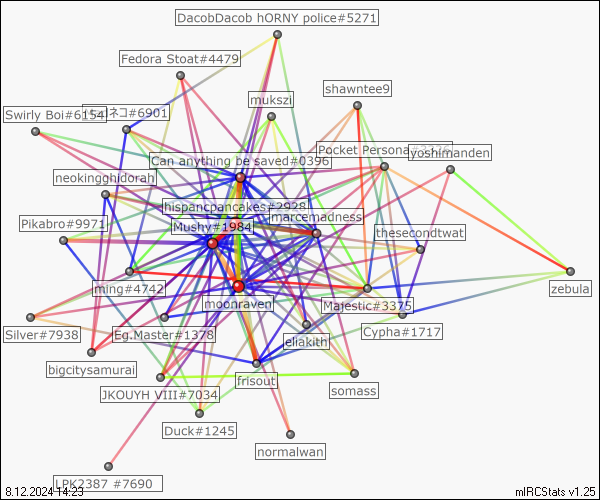 DacobDacob hORNY police#5271
Fedora Stoat#4479
shawntee9
mukszi
Swirly Boi#6154
ネコ#6901
Pocket Persona
yoshimanden
Can anything be saved#0396
neokingghidorah
hispancpancakes#2928
marcemadness
Pikabro#9971
Mushy#1984
thesecondtwat
ming#4742
moonraven
zebula
Majestic#3375
Silver#7938
Eg.Master#1378
Cypha#1717
eliakith
bigcitysamurai
frisout
JKOUYH VIII#7034
somass
Duck#1245
normalwan
LPK2387 #7690
8.12.2024 14:23
mIRCStats v1.25